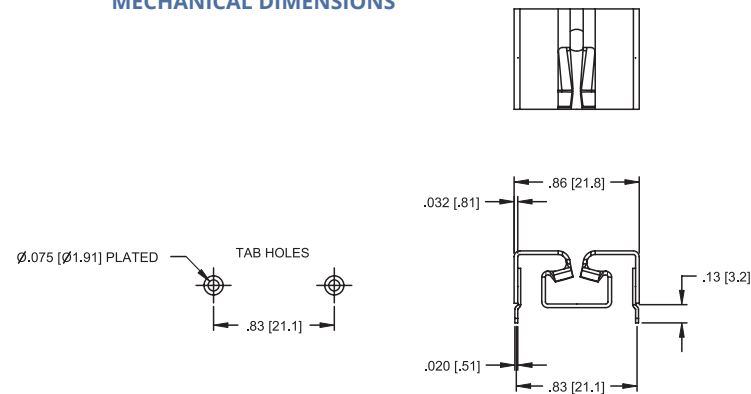 MECHANICAL DIMENSIONS
.86 [21.8]
.032 [.81]
Ø.075 [Ø1.91] PLATED
TAB HOLES
.13 [3.2]
.83 [21.1]
.020 [.51]
.83 [21.1]